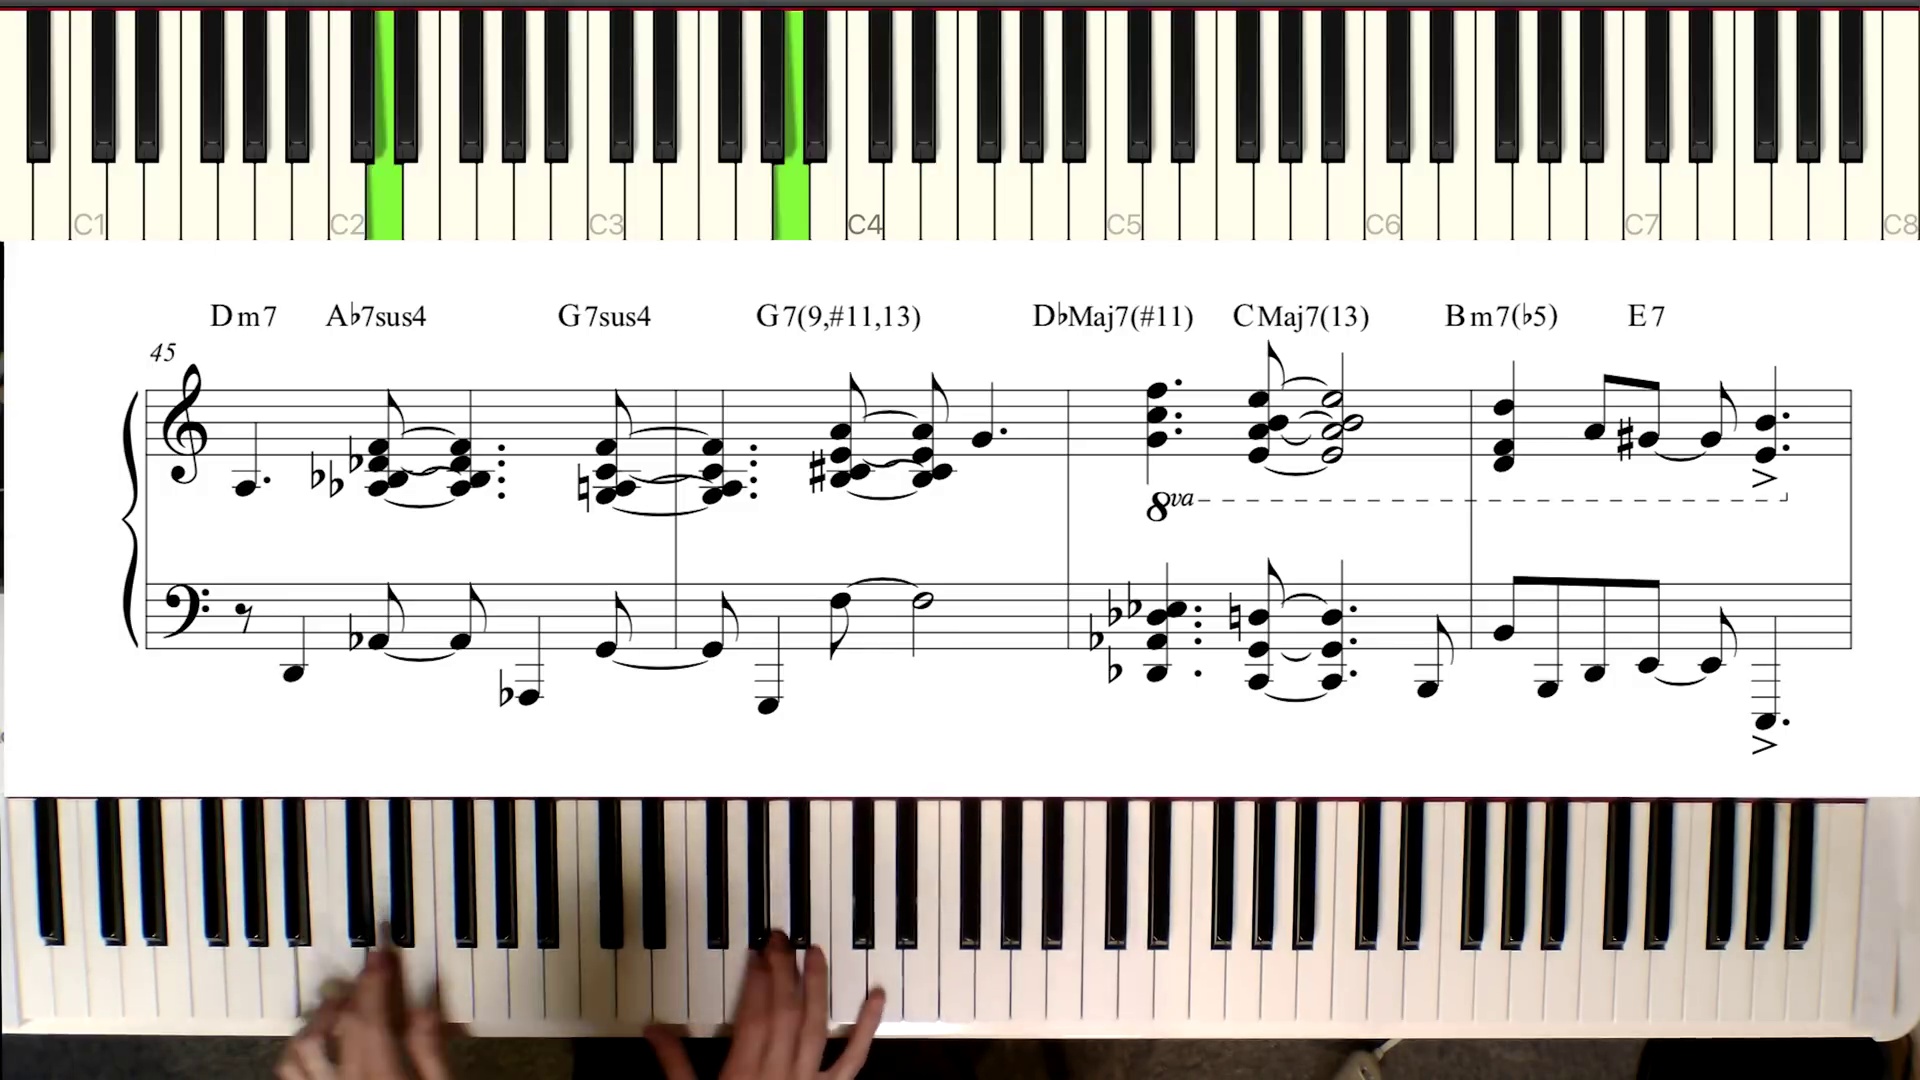 C1 C2 C3 C4 C5 C6 C7 C8
Dm7 A♭7sus4 G7sus4 G7(9,#11,13) D♭Maj7(#11) CMaj7(13) Bm7(♭5) E7
45
8va